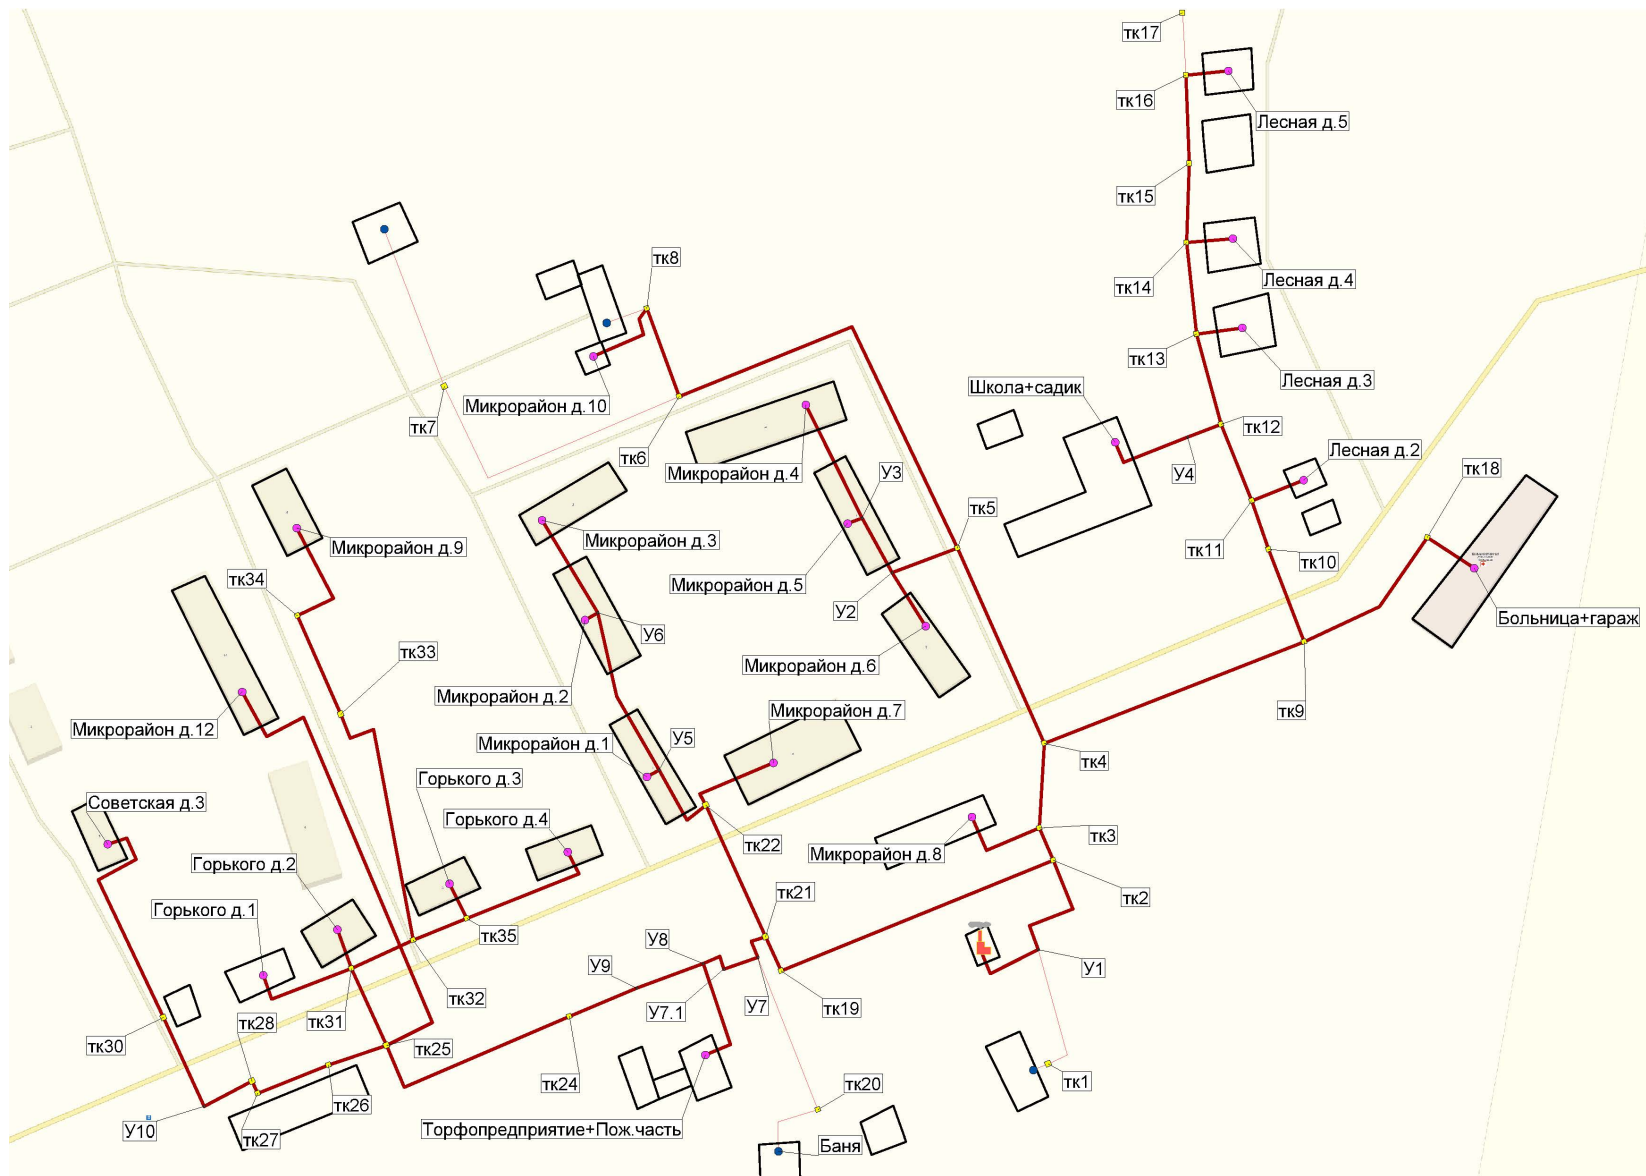 тк17
тк16
Лесная д.5
тк15
тк8
тк14
Лесная д.4
тк13
Лесная д.3
Школа+садик
Микрорайон д.10
тк7
тк6
тк12
Микрорайон д.4
У3
У4
Лесная д.2
тк18
тк5
тк11
тк10
Микрорайон д.9
Микрорайон д.3
Микрорайон д.5
тк34
У2
Больница+гараж
У6
тк33
Микрорайон д.6
Микрорайон д.2
Микрорайон д.7
тк9
Микрорайон д.12
Микрорайон д.1
У5
тк4
Горького д.3
Советская д.3
Горького д.4
тк22
Микрорайон д.8
тк3
Горького д.2
тк2
тк21
Горького д.1
тк35
У8
У9
У1
тк32
У7.1
У7
тк19
тк28
тк31
тк30
тк25
тк24
тк1
тк26
тк20
У10
тк27
Торфопредприятие+Пож.часть
Баня